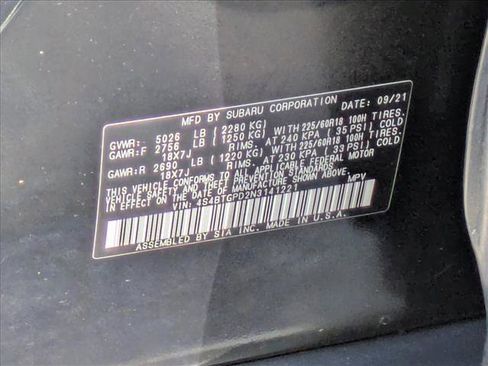 MFD BY SUBARU CORPORATION DATE: 09/21
GVWR: 5026 LB (2280 KG)
GAWR:F 2756 LB (1250 KG) WITH 225/60R18 100H TIRES.
18X7J RIMS. AT 240 KPA (35 PSI) COLD
GAWR:R 2690 LB (1220 KG) WITH 225/60R18 100H TIRES.
18X7J RIMS. AT 230 KPA (33 PSI) COLD
THIS VEHICLE CONFORMS TO ALL APPLICABLE FEDERAL MOTOR
VEHICLE SAFETY, BUMPER, AND THEFT PREVENTION STANDARDS
IN EFFECT ON THE DATE OF MANUFACTURE SHOWN ABOVE.
VIN: 4S4BTGPD2N3141221 MPV
ASSEMBLED BY SIA INC. MADE IN U.S.A.